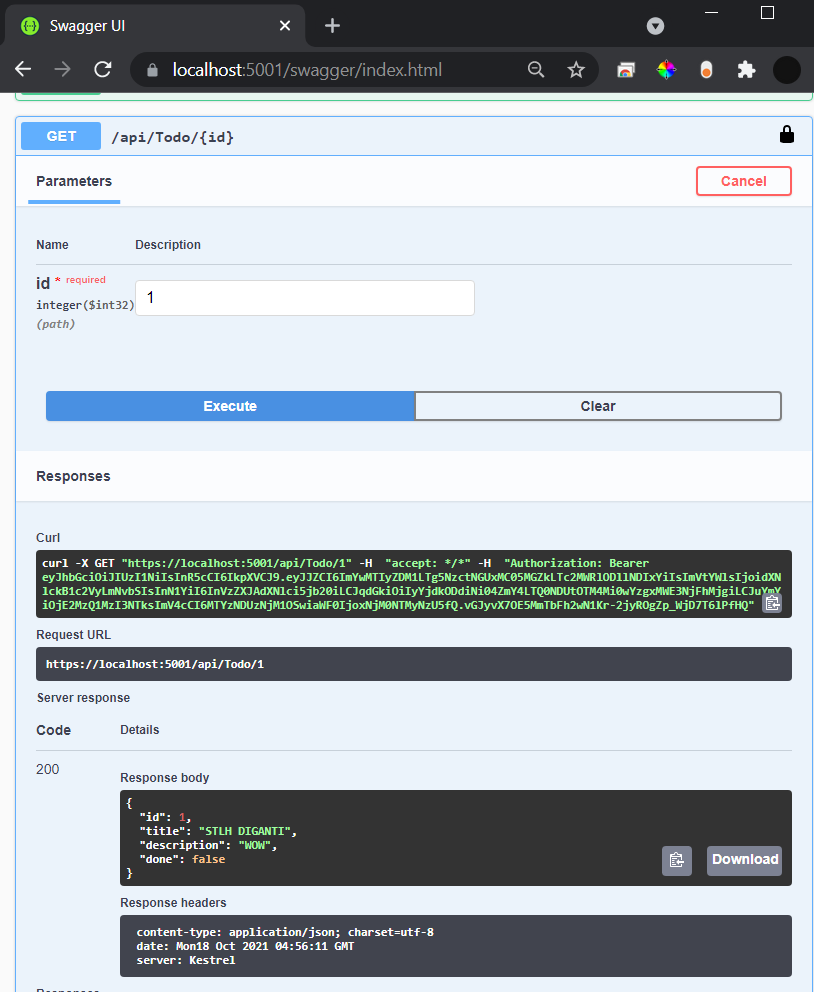 Swagger UI
localhost:5001/swagger/index.html
GET /api/Todo/{id}
Parameters Cancel
Name Description
id * required
integer($int32) 1
(path)
Execute Clear
Responses
Curl
curl -X GET "https://localhost:5001/api/Todo/1" -H "accept: */*" -H "Authorization: Bearer
Request URL
https://localhost:5001/api/Todo/1
Server response
Code Details
200
Response body
{
"id": 1,
"title": "STLH DIGANTI",
"description": "WOW",
"done": false
}
Download
Response headers
content-type: application/json; charset=utf-8
date: Mon18 Oct 2021 04:56:11 GMT
server: Kestrel